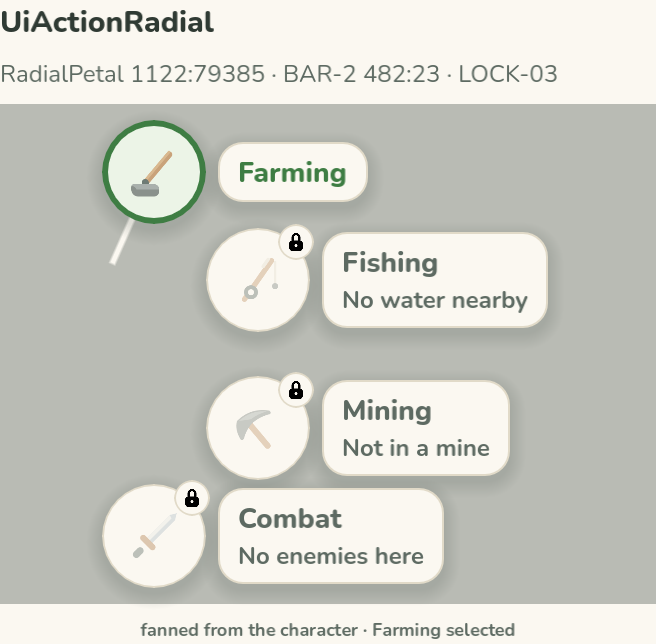 UiActionRadial
RadialPetal 1122:79385 · BAR-2 482:23 · LOCK-03
Farming
Fishing
No water nearby
Mining
Not in a mine
Combat
No enemies here
fanned from the character · Farming selected